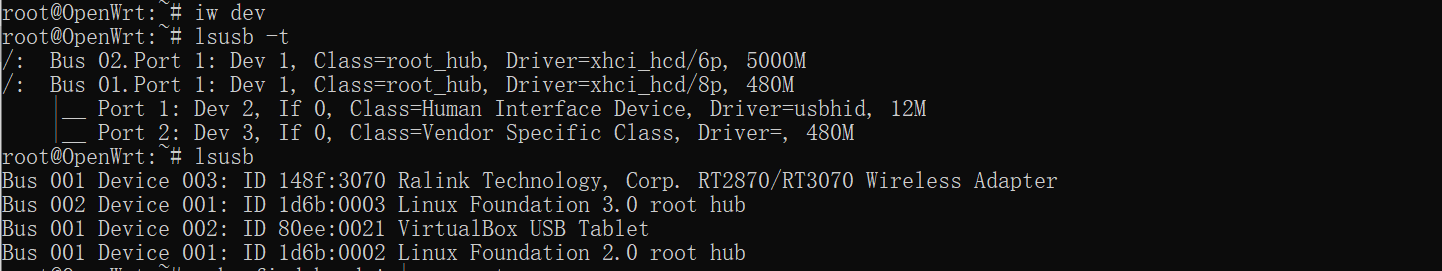 root@OpenWrt:~# iw dev
root@OpenWrt:~# lsusb -t
/:  Bus 02.Port 1: Dev 1, Class=root_hub, Driver=xhci_hcd/6p, 5000M
/:  Bus 01.Port 1: Dev 1, Class=root_hub, Driver=xhci_hcd/8p, 480M
    |__ Port 1: Dev 2, If 0, Class=Human Interface Device, Driver=usbhid, 12M
    |__ Port 2: Dev 3, If 0, Class=Vendor Specific Class, Driver=, 480M
root@OpenWrt:~# lsusb
Bus 001 Device 003: ID 148f:3070 Ralink Technology, Corp. RT2870/RT3070 Wireless Adapter
Bus 002 Device 001: ID 1d6b:0003 Linux Foundation 3.0 root hub
Bus 001 Device 002: ID 80ee:0021 VirtualBox USB Tablet
Bus 001 Device 001: ID 1d6b:0002 Linux Foundation 2.0 root hub